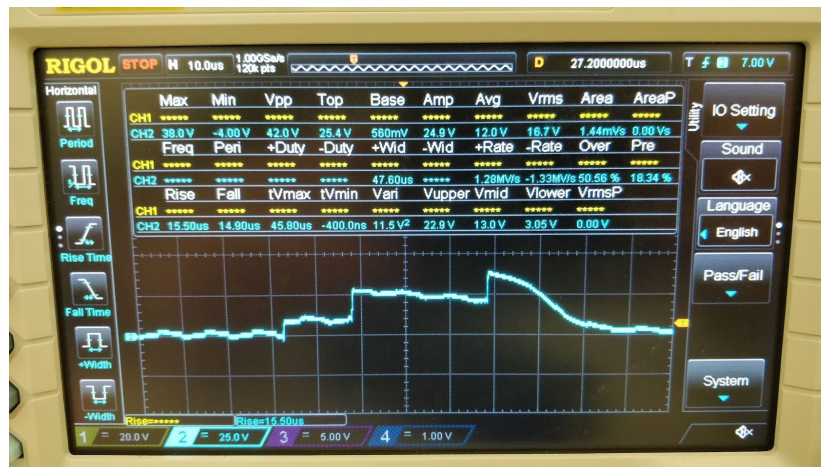 RIGOL STOP H 10.0us 1.00GSa/s 120k pts D 27.2000000us T 2 7.00 V
Horizontal
Period
Freq
Rise Time
Fall Time
+Width
-Width
Max Min Vpp Top Base Amp Avg Vrms Area AreaP
CH1 ***** ***** ***** ***** ***** ***** ***** ***** ***** *****
CH2 38.0 V -4.00 V 42.0 V 25.4 V 560mV 24.9 V 12.0 V 16.7 V 1.44mV/s 0.00 Vs
Freq Peri +Duty -Duty +Wid -Wid +Rate -Rate Over Pre
CH1 ***** ***** ***** ***** ***** ***** ***** ***** ***** *****
CH2 ***** ***** ***** ***** 47.60us ***** 1.28MV/s -1.33MV/s 50.56 % 18.34 %
Rise Fall tVmax tVmin Vari Vupper Vmid Vlower VrmsP
CH1 ***** ***** ***** ***** ***** ***** ***** ***** *****
CH2 15.50us 14.90us 45.80us -400.0ns 11.5 V² 22.9 V 13.0 V 3.05 V 0.00 V
Utility
IO Setting
Sound
Language
English
Pass/Fail
System
Rise=***** Rise=15.50us
1 = 20.0 V 2 = 25.0 V 3 = 5.00 V 4 = 1.00 V